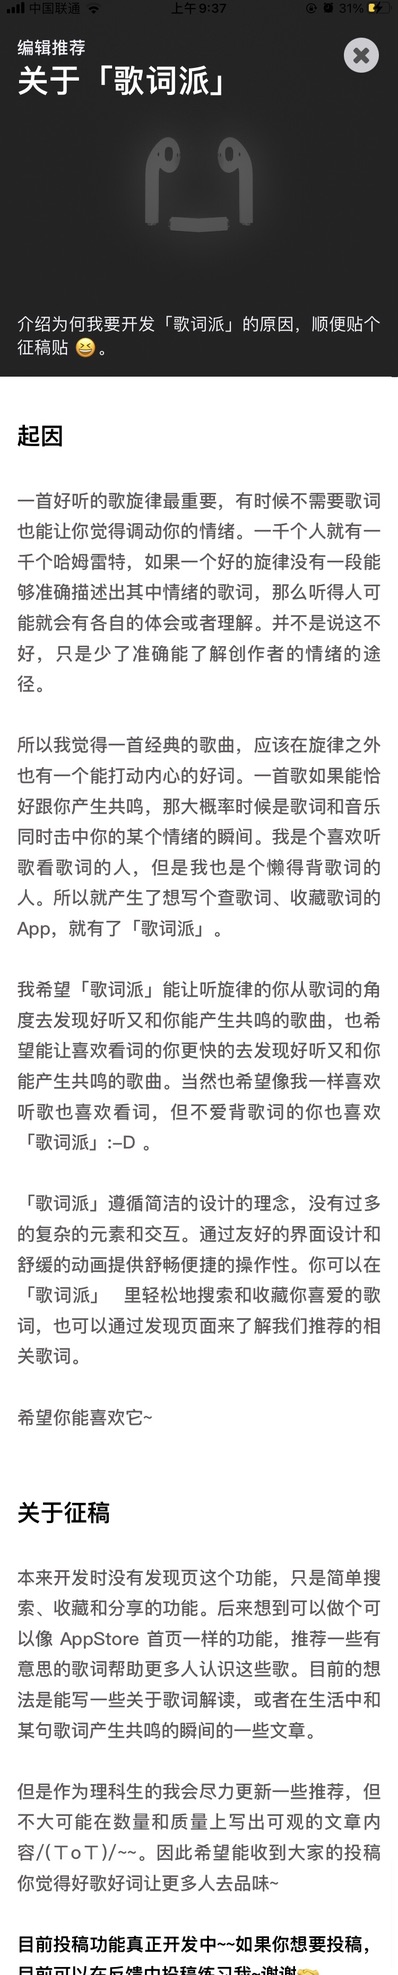 中国联通 上午9:37 31%
编辑推荐
关于「歌词派」
介绍为何我要开发「歌词派」的原因，顺便贴个
征稿贴 😆。
起因
一首好听的歌旋律最重要，有时候不需要歌词
也能让你觉得调动你的情绪。一千个人就有一
千个哈姆雷特，如果一个好的旋律没有一段能
够准确描述出其中情绪的歌词，那么听得人可
能就会有各自的体会或者理解。并不是说这不
好，只是少了准确能了解创作者的情绪的途
径。
所以我觉得一首经典的歌曲，应该在旋律之外
也有一个能打动内心的好词。一首歌如果能恰
好跟你产生共鸣，那大概率时候是歌词和音乐
同时击中你的某个情绪的瞬间。我是个喜欢听
歌看歌词的人，但是我也是个懒得背歌词的
人。所以就产生了想写个查歌词、收藏歌词的
App，就有了「歌词派」。
我希望「歌词派」能让听旋律的你从歌词的角
度去发现好听又和你能产生共鸣的歌曲，也希
望能让喜欢看词的你更快的去发现好听又和你
能产生共鸣的歌曲。当然也希望像我一样喜欢
听歌也喜欢看词，但不爱背歌词的你也喜欢
「歌词派」:–D 。
「歌词派」遵循简洁的设计的理念，没有过多
的复杂的元素和交互。通过友好的界面设计和
舒缓的动画提供舒畅便捷的操作性。你可以在
「歌词派」 里轻松地搜索和收藏你喜爱的歌
词，也可以通过发现页面来了解我们推荐的相
关歌词。
希望你能喜欢它~
关于征稿
本来开发时没有发现页这个功能，只是简单搜
索、收藏和分享的功能。后来想到可以做个可
以像 AppStore 首页一样的功能，推荐一些有
意思的歌词帮助更多人认识这些歌。目前的想
法是能写一些关于歌词解读，或者在生活中和
某句歌词产生共鸣的瞬间的一些文章。
但是作为理科生的我会尽力更新一些推荐，但
不大可能在数量和质量上写出可观的文章内
容/(ㄒoㄒ)/~~。因此希望能收到大家的投稿
你觉得好歌好词让更多人去品味~
目前投稿功能真正开发中~~如果你想要投稿，
目前可以在反馈中投稿练习我~谢谢🤝